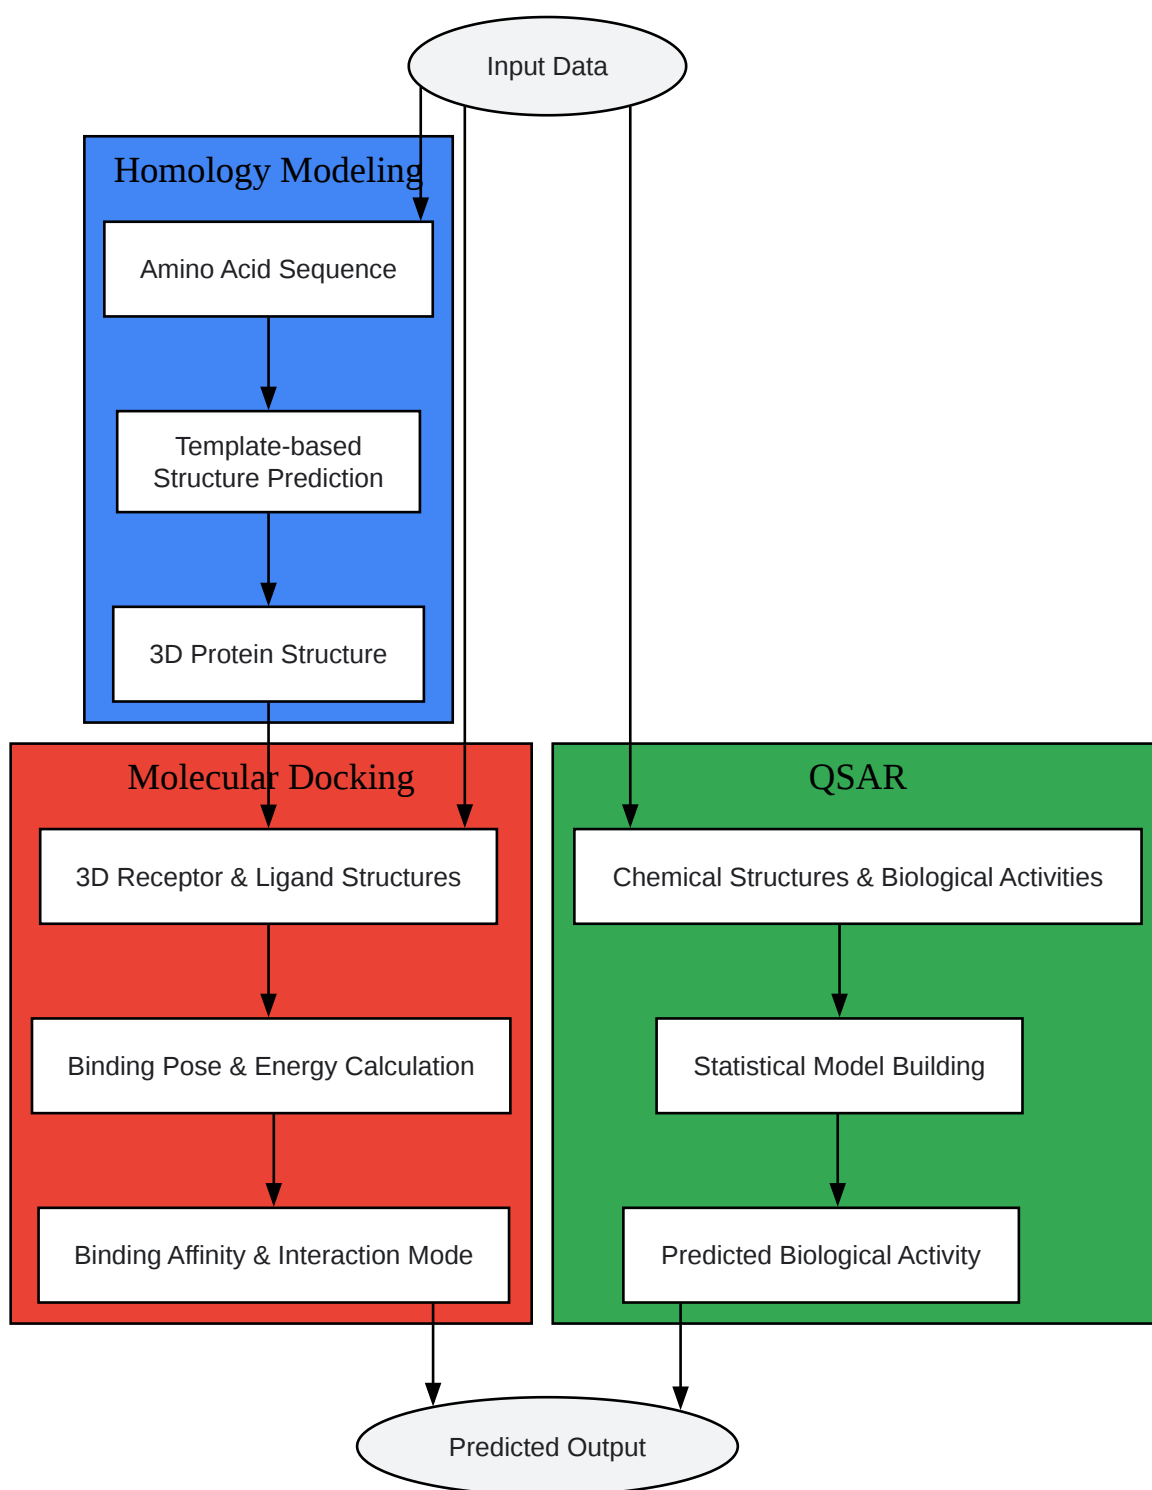 Input Data
Homology Modeling
Amino Acid Sequence
Template-based
Structure Prediction
3D Protein Structure
Molecular Docking
3D Receptor & Ligand Structures
Binding Pose & Energy Calculation
Binding Affinity & Interaction Mode
QSAR
Chemical Structures & Biological Activities
Statistical Model Building
Predicted Biological Activity
Predicted Output